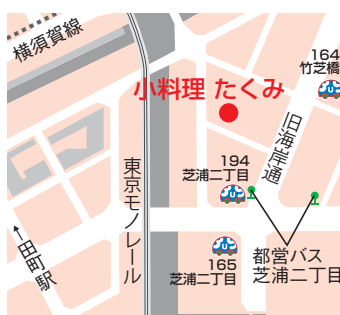 横須賀線
164
竹芝橋
小料理 たくみ
旧海岸通
194
芝浦二丁目
東京モノレール
←田町駅
165
芝浦二丁目
都営バス
芝浦二丁目